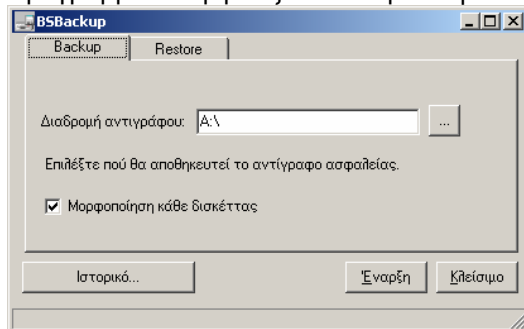 BSBackup
Backup Restore
Διαδρομή αντιγράφου: A:\ ...
Επιλέξτε πού θα αποθηκευτεί το αντίγραφο ασφαλείας.
Μορφοποίηση κάθε δισκέττας
Ιστορικό... Έναρξη Κλείσιμο